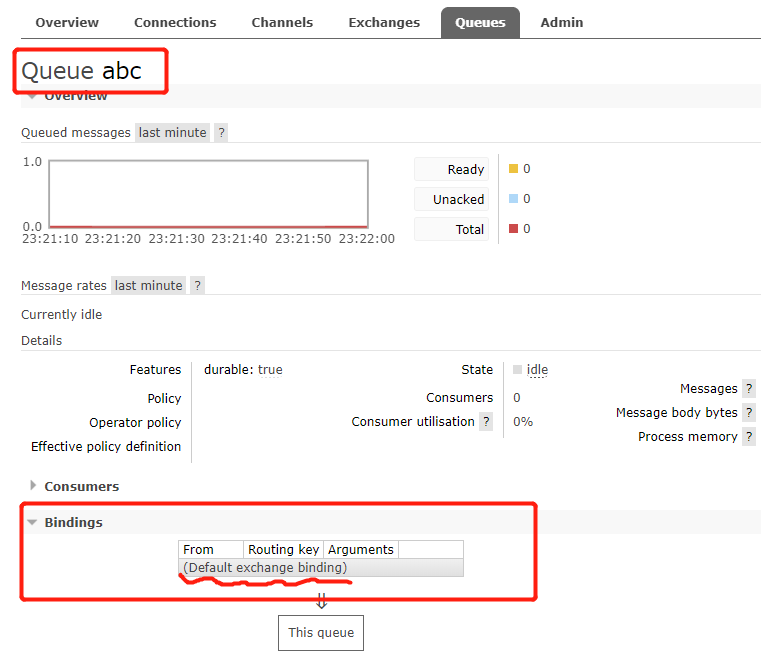 Overview Connections Channels Exchanges Queues Admin
Queue abc
Overview
Queued messages last minute ?
1.0
0.0
23:21:10 23:21:20 23:21:30 23:21:40 23:21:50 23:22:00
Ready 0
Unacked 0
Total 0
Message rates last minute ?
Currently idle
Details
Features durable: true
Policy
Operator policy
Effective policy definition
State idle
Consumers 0
Consumer utilisation ? 0%
Messages ?
Message body bytes ?
Process memory ?
Consumers
Bindings
From Routing key Arguments
(Default exchange binding)
⇓
This queue